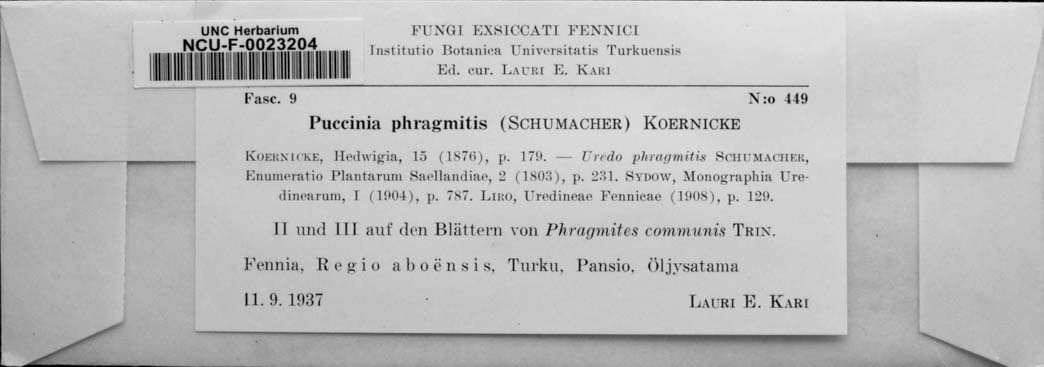 UNC Herbarium
NCU-F-0023204
FUNGI EXSICCATI FENNICI
Institutio Botanica Universitatis Turkuensis
Ed. cur. LAURI E. KARI
Fasc. 9 N:o 449
Puccinia phragmitis (SCHUMACHER) KOERNICKE
KOERNICKE, Hedwigia, 15 (1876), p. 179. — Uredo phragmitis SCHUMACHER,
Enumeratio Plantarum Saellandiae, 2 (1803), p. 231. SYDOW, Monographia Ure-
dinearum, I (1904), p. 787. LIRO, Uredineae Fennicae (1908), p. 129.
II und III auf den Blättern von Phragmites communis TRIN.
Fennia, Regio aboënsis, Turku, Pansio, Öljysatama
11. 9. 1937 LAURI E. KARI